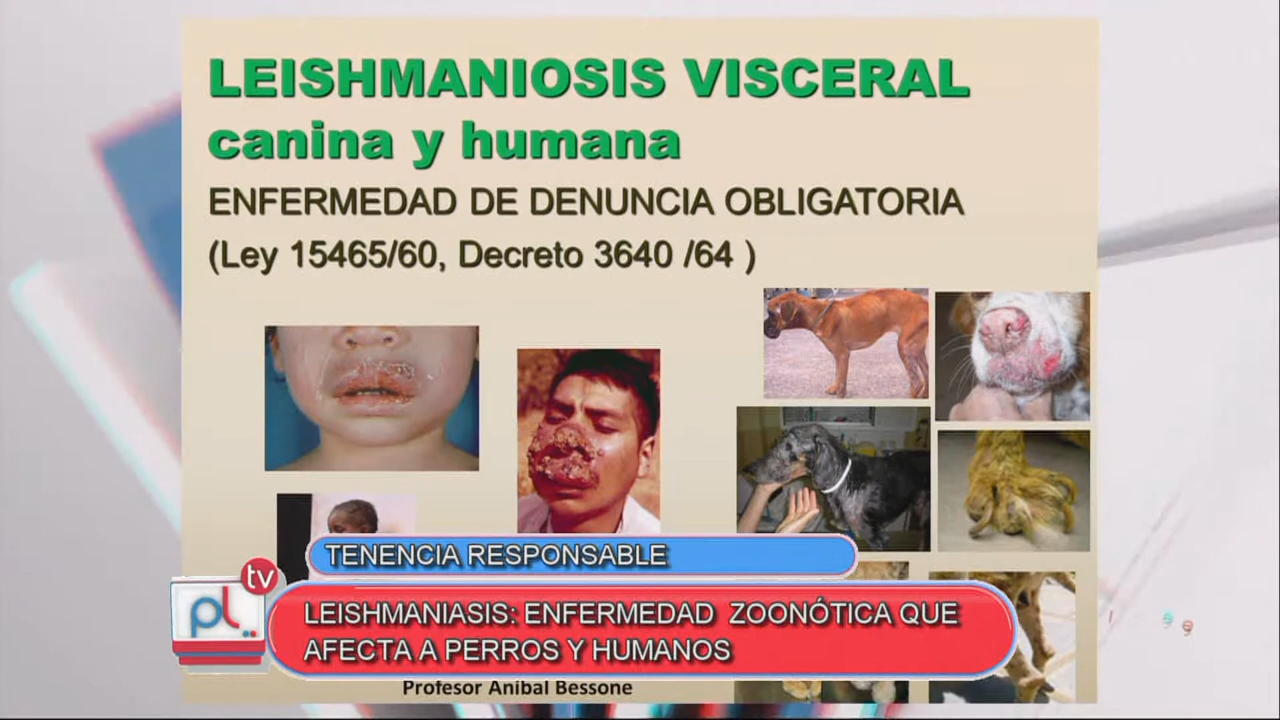 LEISHMANIOSIS VISCERAL
canina y humana
ENFERMEDAD DE DENUNCIA OBLIGATORIA
(Ley 15465/60, Decreto 3640 /64 )
TENENCIA RESPONSABLE
tv
pl..
LEISHMANIASIS: ENFERMEDAD ZOONÓTICA QUE
AFECTA A PERROS Y HUMANOS
Profesor Aníbal Bessone